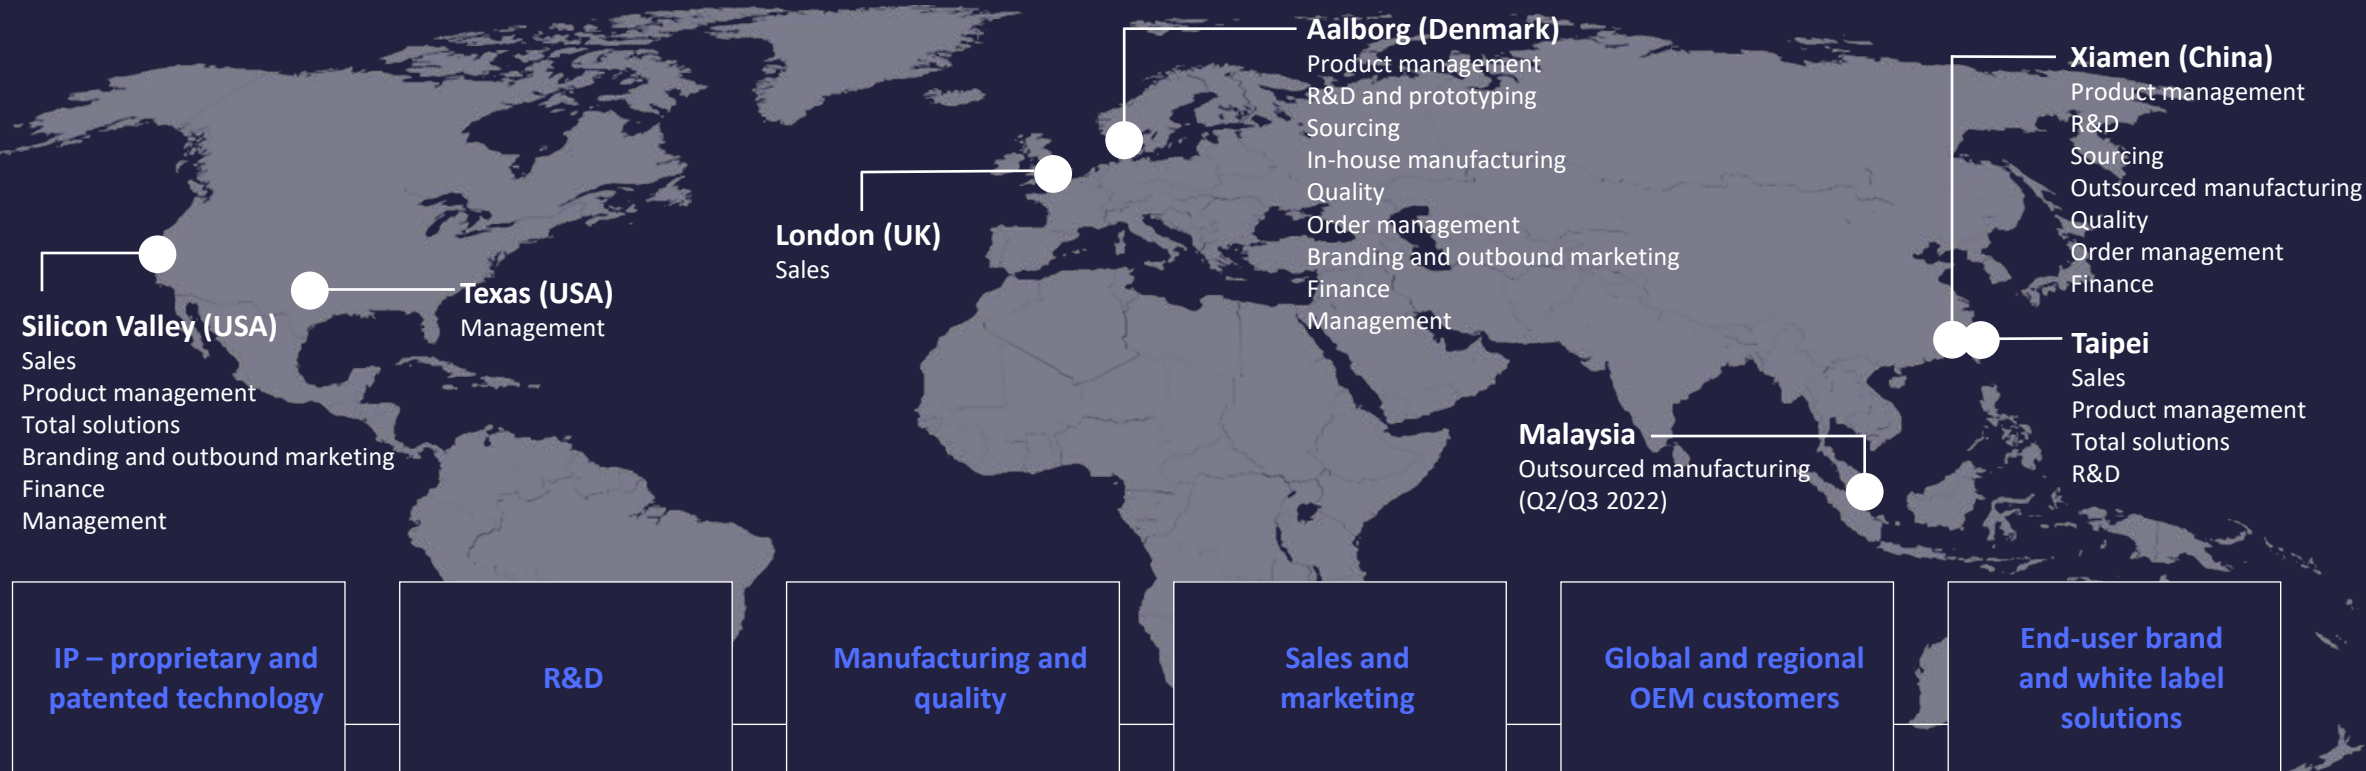 Aalborg (Denmark)
Product management
R&D and prototyping
Sourcing
In-house manufacturing
Quality
Order management
Branding and outbound marketing
Finance
Management
Xiamen (China)
Product management
R&D
Sourcing
Outsourced manufacturing
Quality
Order management
Finance
London (UK)
Sales
Texas (USA)
Management
Silicon Valley (USA)
Sales
Product management
Total solutions
Branding and outbound marketing
Finance
Management
Taipei
Sales
Product management
Total solutions
R&D
Malaysia
Outsourced manufacturing
(Q2/Q3 2022)
IP – proprietary and
patented technology
R&D
Manufacturing and
quality
Sales and
marketing
Global and regional
OEM customers
End-user brand
and white label
solutions